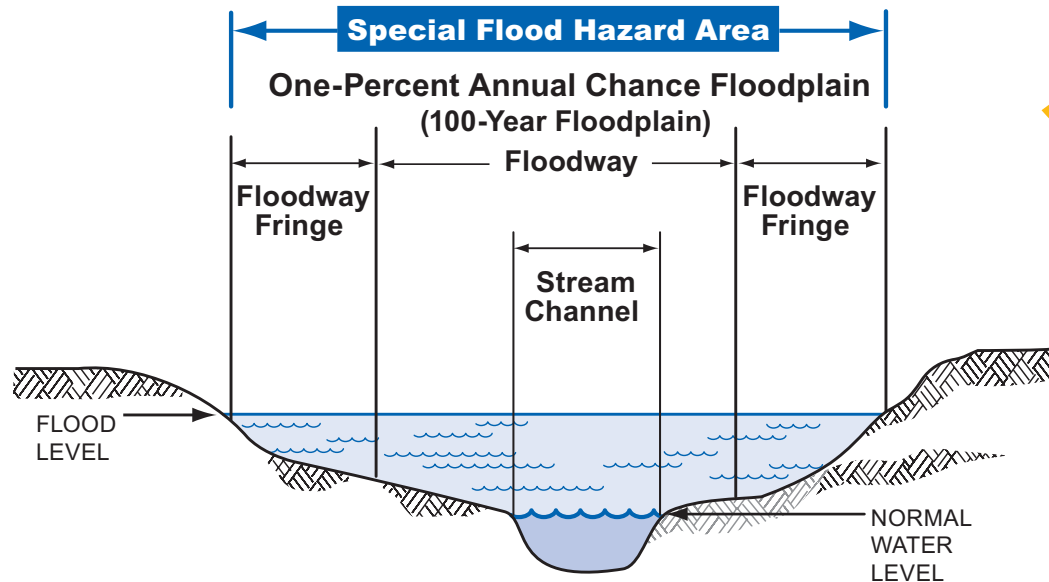 Special Flood Hazard Area
One-Percent Annual Chance Floodplain
(100-Year Floodplain)
Floodway
Fringe
Floodway
Floodway
Fringe
Stream
Channel
FLOOD
LEVEL
NORMAL
WATER
LEVEL